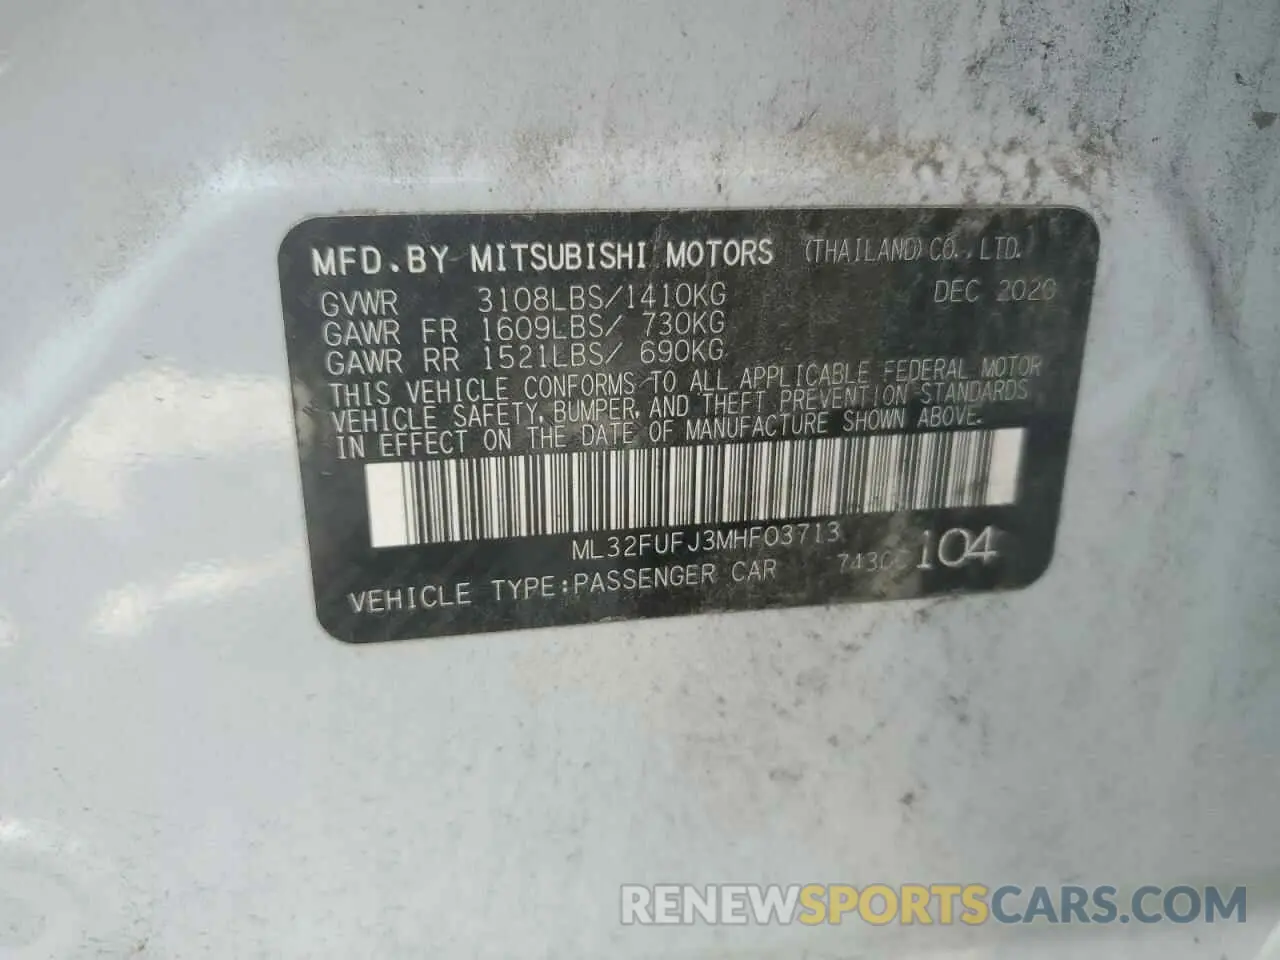 MFD.BY MITSUBISHI MOTORS (THAILAND)CO.,LTD.
GVWR 3108LBS/1410KG DEC 2020
GAWR FR 1609LBS/ 730KG
GAWR RR 1521LBS/ 690KG
THIS VEHICLE CONFORMS TO ALL APPLICABLE FEDERAL MOTOR
VEHICLE SAFETY, BUMPER, AND THEFT PREVENTION STANDARDS
IN EFFECT ON THE DATE OF MANUFACTURE SHOWN ABOVE.
ML32FUFJ3MHF03713
VEHICLE TYPE:PASSENGER CAR 104
RENEWSPORTSCARS.COM